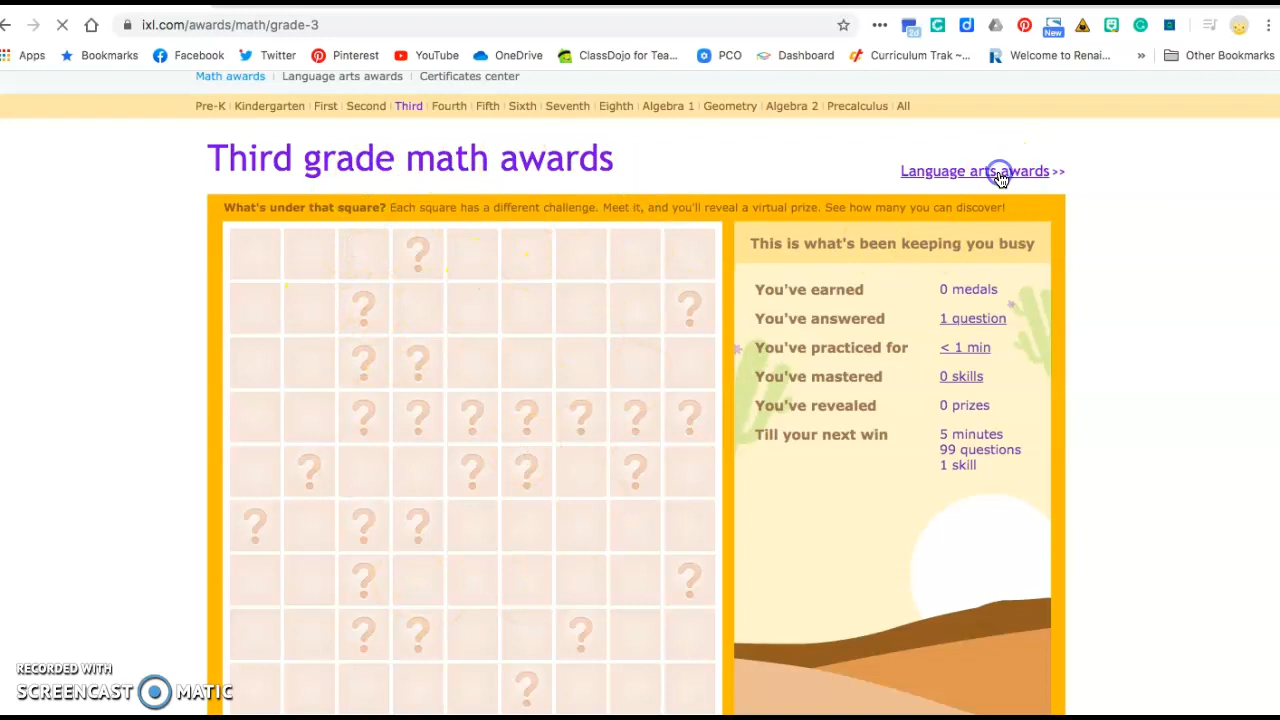 ixl.com/awards/math/grade-3
2d
New
Apps Bookmarks Facebook Twitter Pinterest YouTube OneDrive ClassDojo for Tea... PCO Dashboard Curriculum Trak ~... Welcome to Renai... » Other Bookmarks
Math awards Language arts awards Certificates center
Pre-K Kindergarten First Second Third Fourth Fifth Sixth Seventh Eighth Algebra 1 Geometry Algebra 2 Precalculus All
Third grade math awards
Language arts awards >>
What's under that square? Each square has a different challenge. Meet it, and you'll reveal a virtual prize. See how many you can discover!
This is what's been keeping you busy
You've earned 0 medals
You've answered 1 question
You've practiced for < 1 min
You've mastered 0 skills
You've revealed 0 prizes
Till your next win 5 minutes
99 questions
1 skill
?
? ?
? ?
? ? ? ? ? ? ?
? ? ? ?
? ? ?
? ?
? ? ?
?
RECORDED WITH
SCREENCAST MATIC